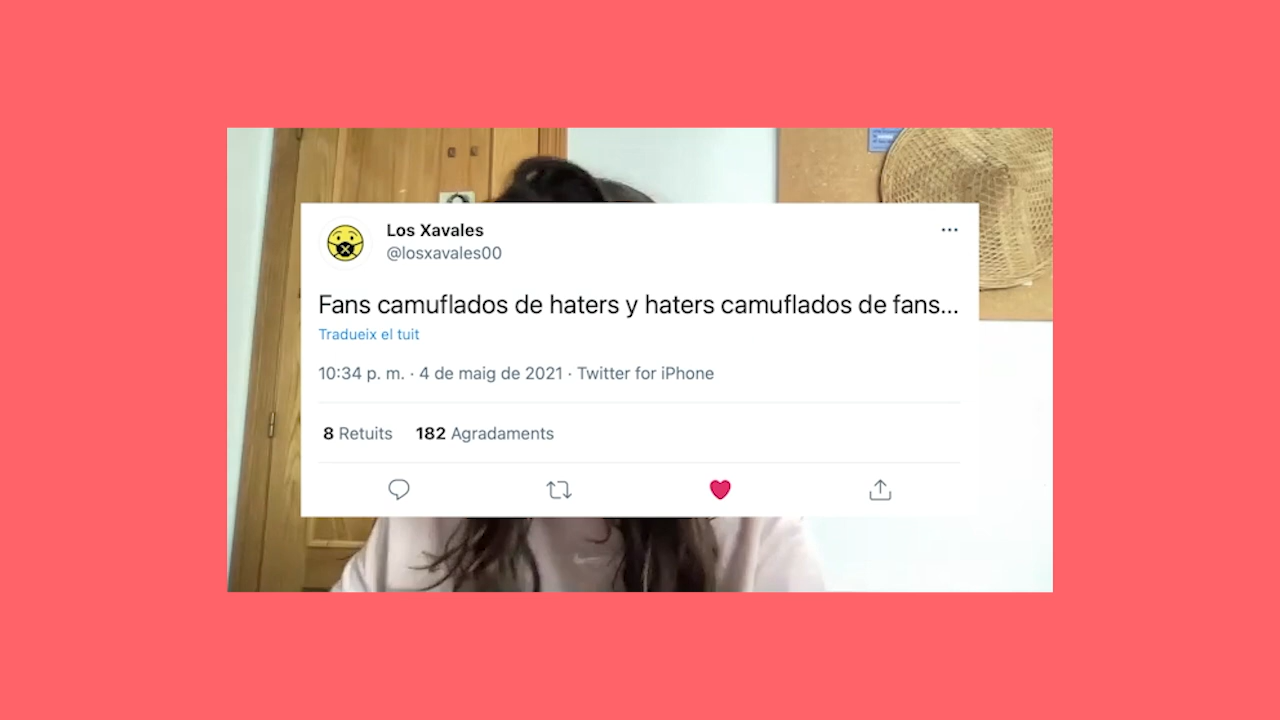 Los Xavales
@losxavales00
Fans camuflados de haters y haters camuflados de fans...
Tradueix el tuit
10:34 p. m. · 4 de maig de 2021 · Twitter for iPhone
8 Retuits 182 Agradaments